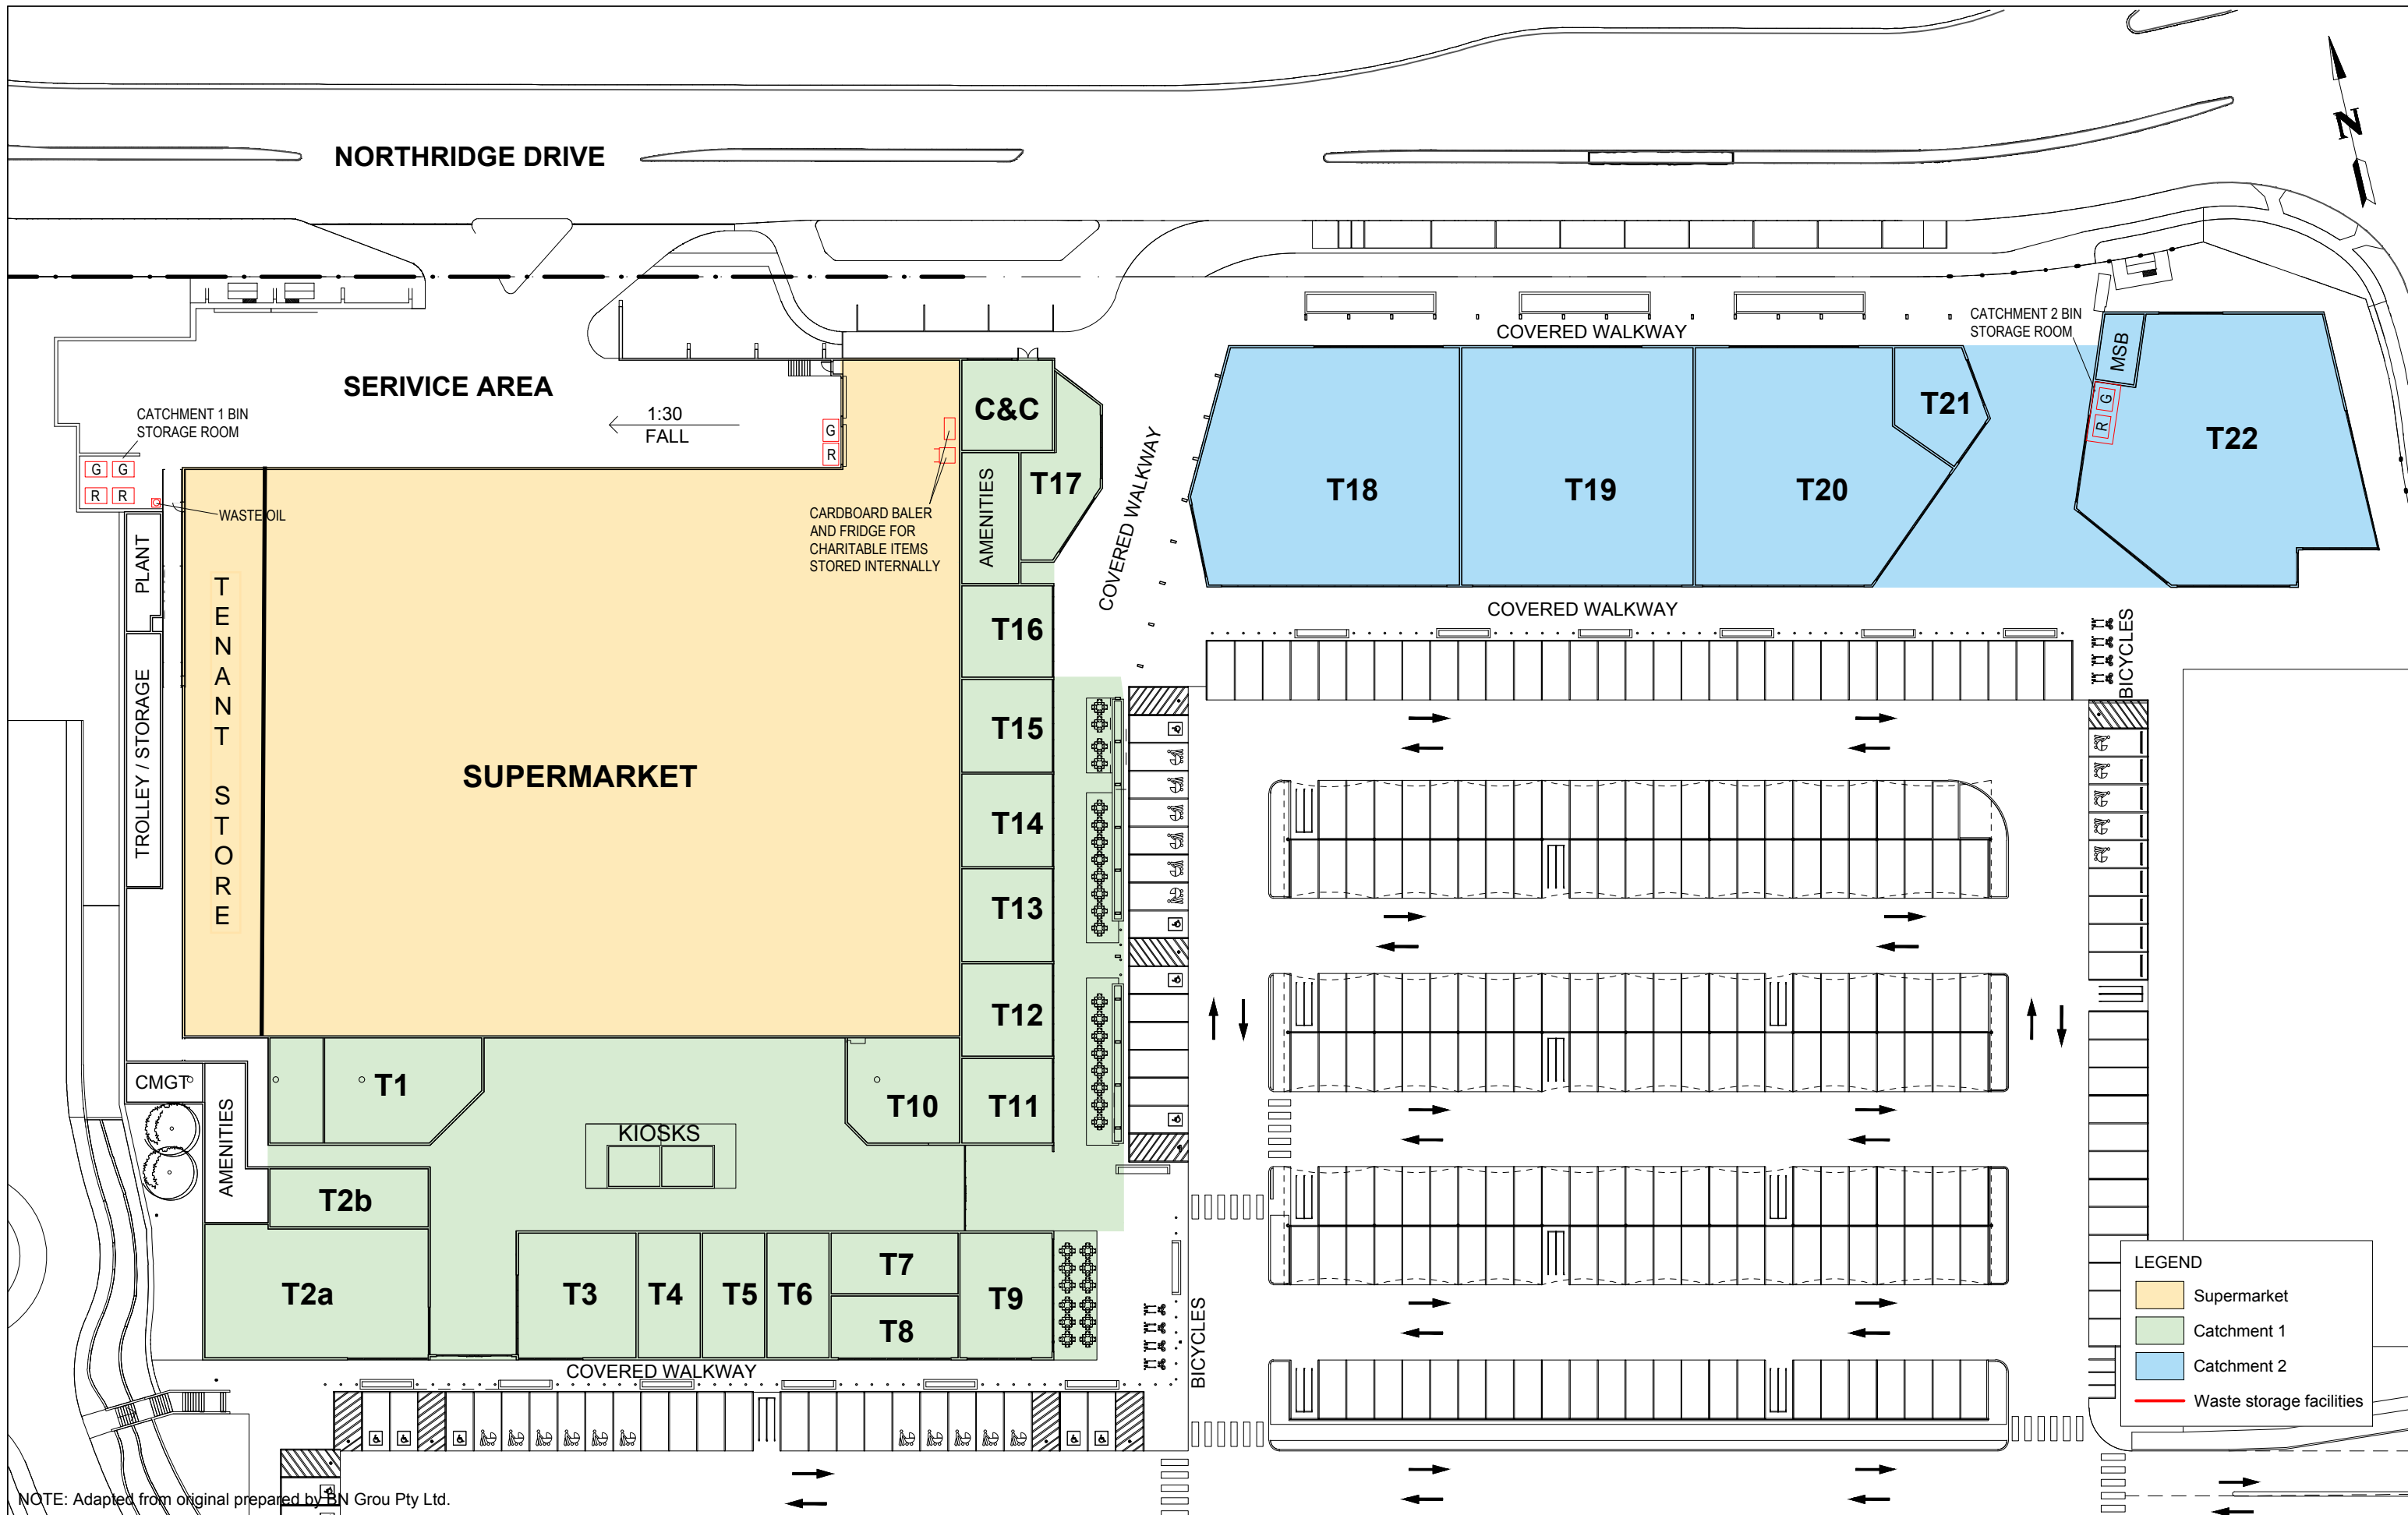 N
NORTHRIDGE DRIVE
CATCHMENT 2 BIN
STORAGE ROOM
COVERED WALKWAY
MSB
SERIVICE AREA
CATCHMENT 1 BIN
STORAGE ROOM
1:30
FALL
C&C
T21
G
R
G
R
T22
G G
R R
T17
T18
T19
T20
WASTE OIL
CARDBOARD BALER
AND FRIDGE FOR
CHARITABLE ITEMS
STORED INTERNALLY
AMENITIES
COVERED WALKWAY
PLANT
TENANT STORE
T16
COVERED WALKWAY
BICYCLES
TROLLEY / STORAGE
SUPERMARKET
T15
T14
T13
T12
CMGT
T1
T10
T11
AMENITIES
KIOSKS
T2b
T2a
T3
T4
T5
T6
T7
T8
T9
BICYCLES
COVERED WALKWAY
LEGEND
Supermarket
Catchment 1
Catchment 2
Waste storage facilities
NOTE: Adapted from original prepared by BN Grou Pty Ltd.